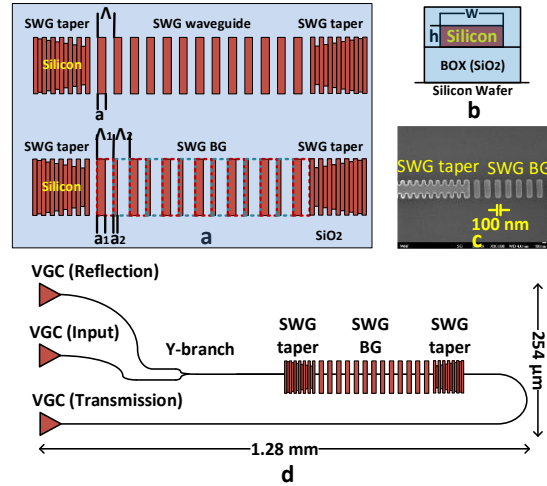 SWG taper
SWG waveguide
SWG taper
Λ
Silicon
a
SWG taper
Λ1
Λ2
SWG BG
SWG taper
Silicon
a1
a2
a
SiO2
w
h
Silicon
BOX (SiO2)
Silicon Wafer
b
SWG taper
SWG BG
100 nm
c
VGC (Reflection)
VGC (Input)
VGC (Transmission)
Y-branch
SWG
taper
SWG
BG
SWG
taper
254 µm
1.28 mm
d